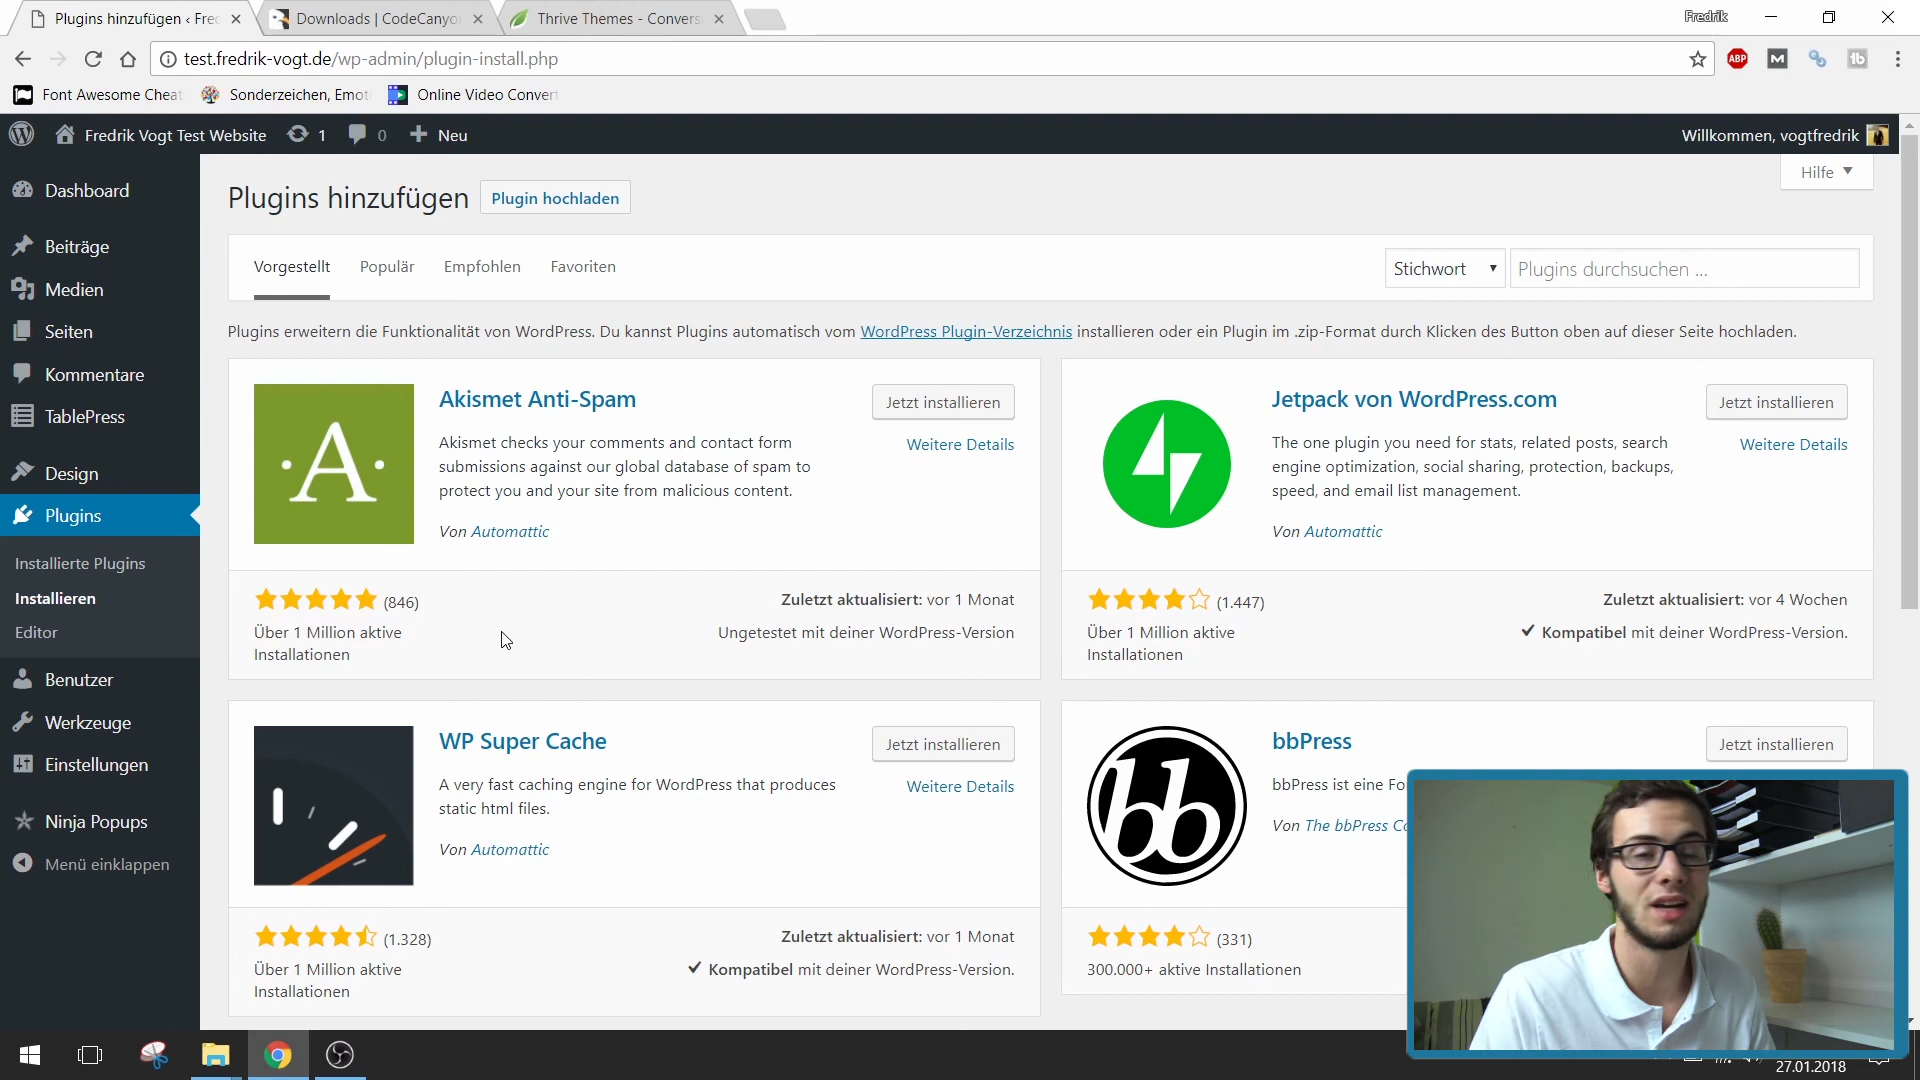 Plugins hinzufügen ‹ Fre
Downloads | CodeCanyo
Thrive Themes - Convers
Fredrik
test.fredrik-vogt.de/wp-admin/plugin-install.php
ABP
M
Font Awesome Cheat
Sonderzeichen, Emot
Online Video Convert
Fredrik Vogt Test Website
1
0
Neu
Willkommen, vogtfredrik
Dashboard
Beiträge
Medien
Seiten
Kommentare
TablePress
Design
Plugins
Installierte Plugins
Installieren
Editor
Benutzer
Werkzeuge
Einstellungen
Ninja Popups
Menü einklappen
Hilfe
Plugins hinzufügen
Plugin hochladen
Vorgestellt
Populär
Empfohlen
Favoriten
Stichwort
Plugins durchsuchen ...
Plugins erweitern die Funktionalität von WordPress. Du kannst Plugins automatisch vom WordPress Plugin-Verzeichnis installieren oder ein Plugin im .zip-Format durch Klicken des Button oben auf dieser Seite hochladen.
A
Akismet Anti-Spam
Jetzt installieren
Weitere Details
Akismet checks your comments and contact form
submissions against our global database of spam to
protect you and your site from malicious content.
Von Automattic
(846)
Über 1 Million aktive
Installationen
Zuletzt aktualisiert: vor 1 Monat
Ungetestet mit deiner WordPress-Version
Jetpack von WordPress.com
Jetzt installieren
Weitere Details
The one plugin you need for stats, related posts, search
engine optimization, social sharing, protection, backups,
speed, and email list management.
Von Automattic
(1.447)
Über 1 Million aktive
Installationen
Zuletzt aktualisiert: vor 4 Wochen
Kompatibel mit deiner WordPress-Version.
WP Super Cache
Jetzt installieren
Weitere Details
A very fast caching engine for WordPress that produces
static html files.
Von Automattic
(1.328)
Über 1 Million aktive
Installationen
Zuletzt aktualisiert: vor 1 Monat
Kompatibel mit deiner WordPress-Version.
bb
bbPress
Jetzt installieren
bbPress ist eine Fo
Von The bbPress Co
(331)
300.000+ aktive Installationen
27.01.2018